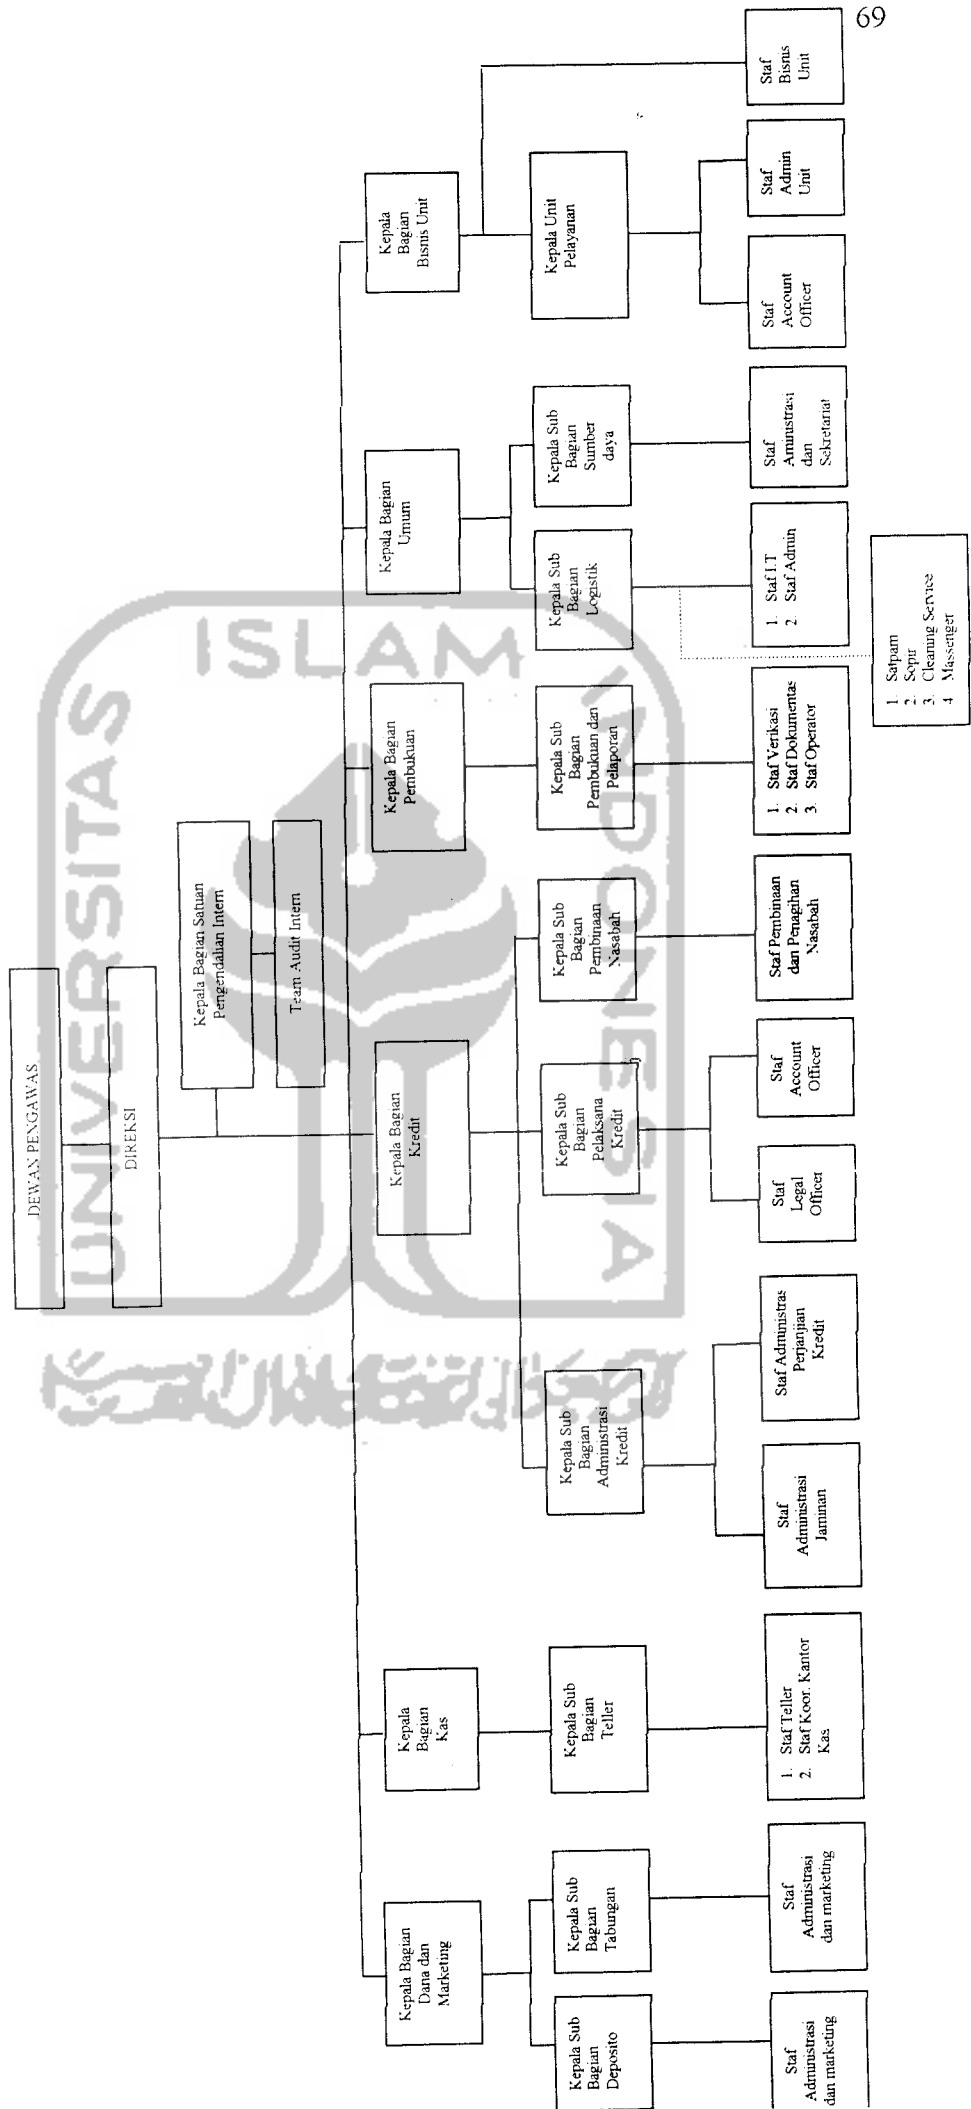 69
DEWAN PENGAWAS
DIREKSI
Kepala Bagian Satuan
Pengendalian Intern
Team Audit Intern
Kepala Bagian
Dana dan
Marketing
Kepala
Bagian
Kas
Kepala Bagian
Kredit
Kepala Bagian
Pembukuan
Kepala Bagian
Umum
Kepala
Bagian
Bisnis Unit
Kepala Sub
Bagian
Deposito
Kepala Sub
Bagian
Tabungan
Kepala Sub
Bagian
Teller
Kepala Sub
Bagian
Administrasi
Kredit
Kepala Sub
Bagian
Pelaksana
Kredit
Kepala Sub
Bagian
Pembinaan
Nasabah
Kepala Sub
Bagian
Pembukuan dan
Pelaporan
Kepala Sub
Bagian
Logistik
Kepala Sub
Bagian
Sumber
daya
Kepala Unit
Pelayanan
Staf
Administrasi
dan marketing
Staf
Administrasi
dan marketing
1. Staf Teller
2. Staf Koor. Kantor
Kas
Staf
Administrasi
Jaminan
Staf Administras
Perjanjian
Kredit
Staf
Legal
Officer
Staf
Account
Officer
Staf Pembinaan
dan Penagihan
Nasabah
1. Staf Verikasi
2. Staf Dokumentas
3. Staf Operator
1. Staf I.T
2 Staf Admin
Staf
Aministrasi
dan
Sekretariat
Staf
Account
Officer
Staf
Admin
Unit
Staf
Bisnis
Unit
1. Satpam
2. Sopir
3. Cleaning Service
4 Massenger
UNIVERSITAS
ISLAM
INDONESIA